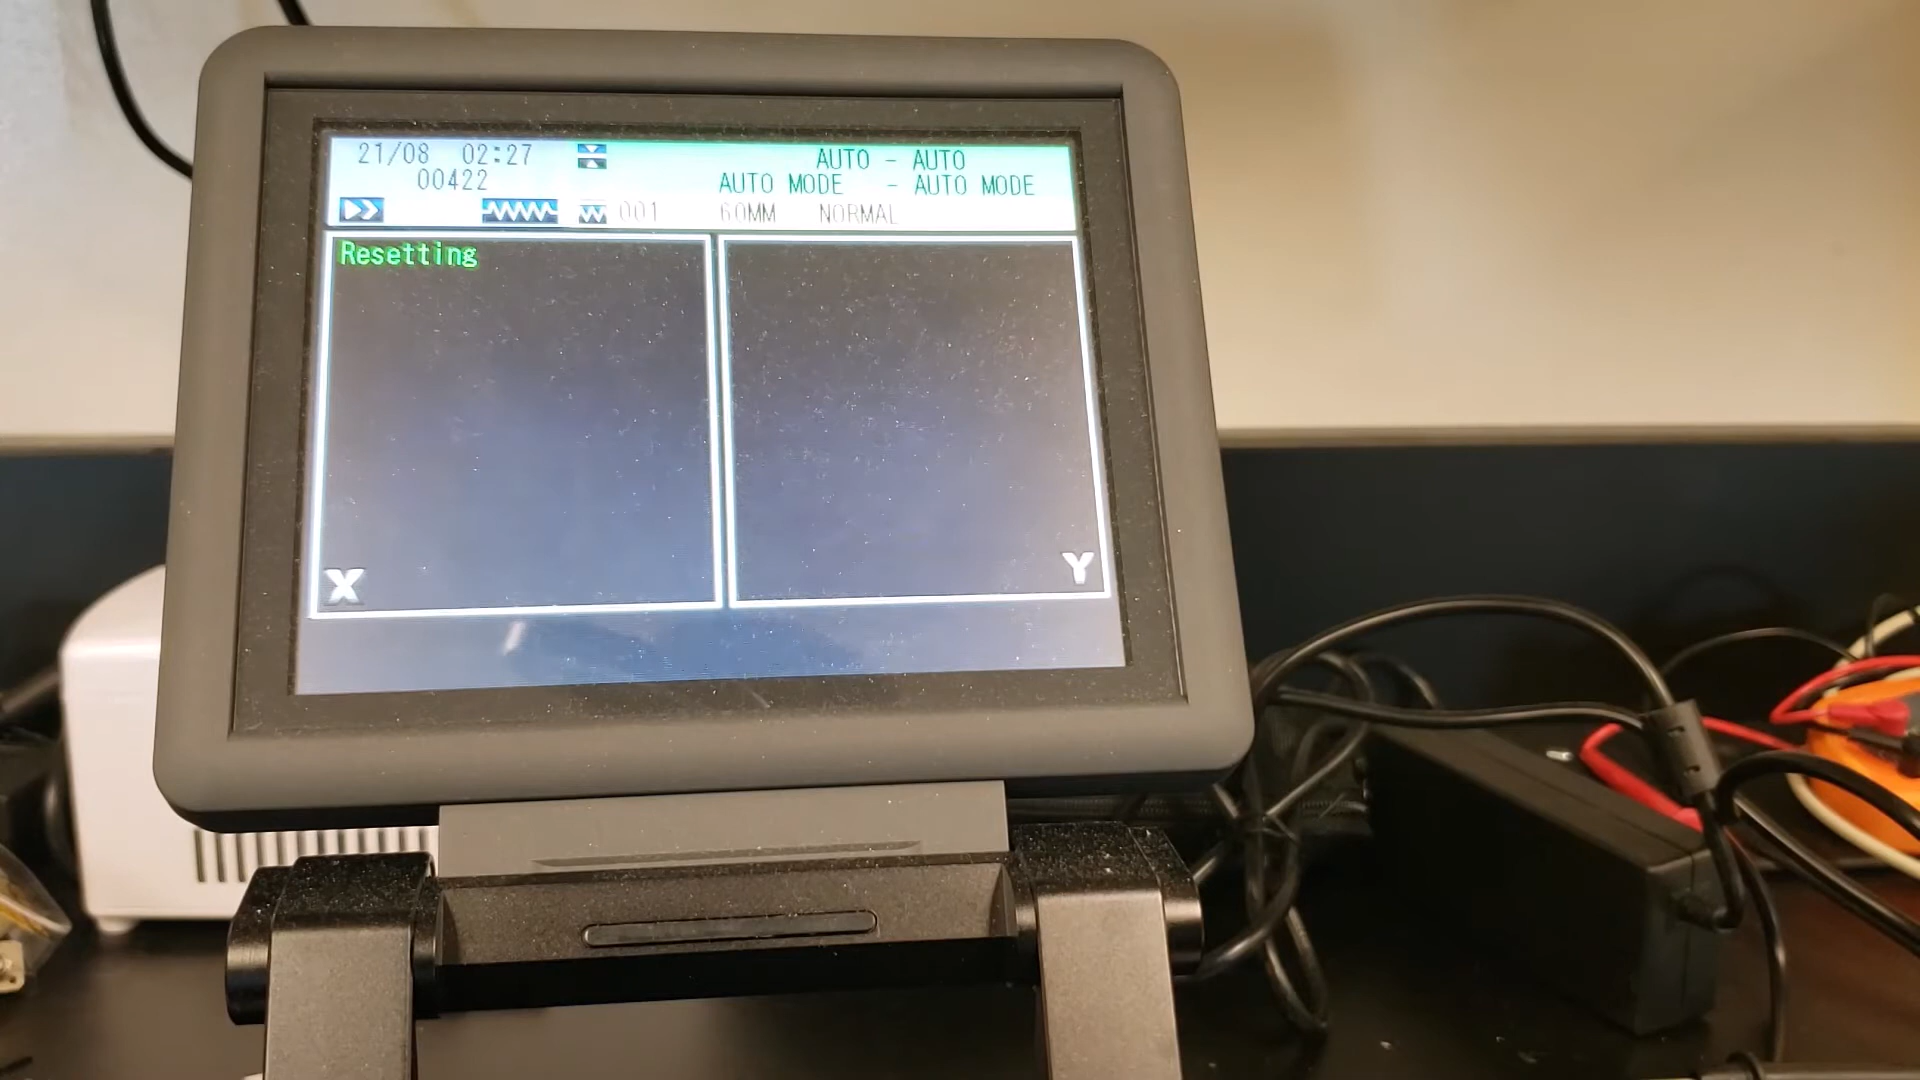 21/08 02:27
AUTO - AUTO
00422
AUTO MODE - AUTO MODE
001 60MM NORMAL
Resetting
X
Y